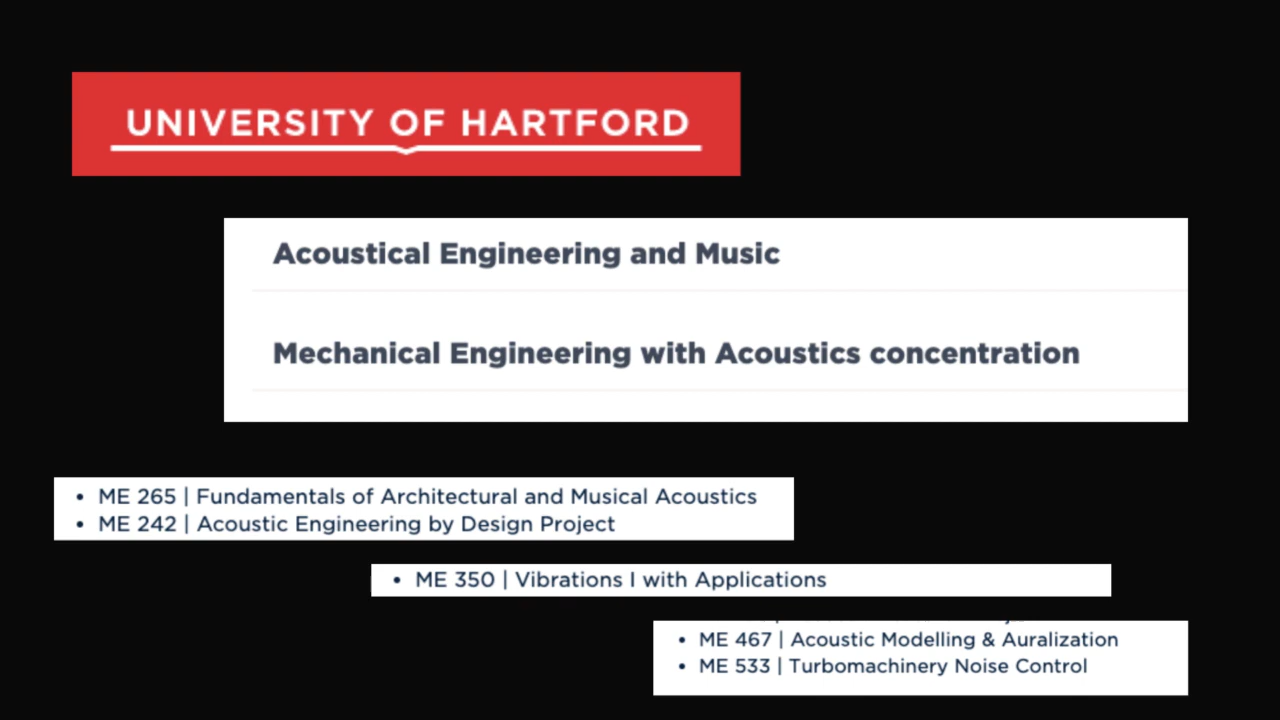 UNIVERSITY OF HARTFORD
Acoustical Engineering and Music
Mechanical Engineering with Acoustics concentration
• ME 265 | Fundamentals of Architectural and Musical Acoustics
• ME 242 | Acoustic Engineering by Design Project
• ME 350 | Vibrations I with Applications
• ME 467 | Acoustic Modelling & Auralization
• ME 533 | Turbomachinery Noise Control